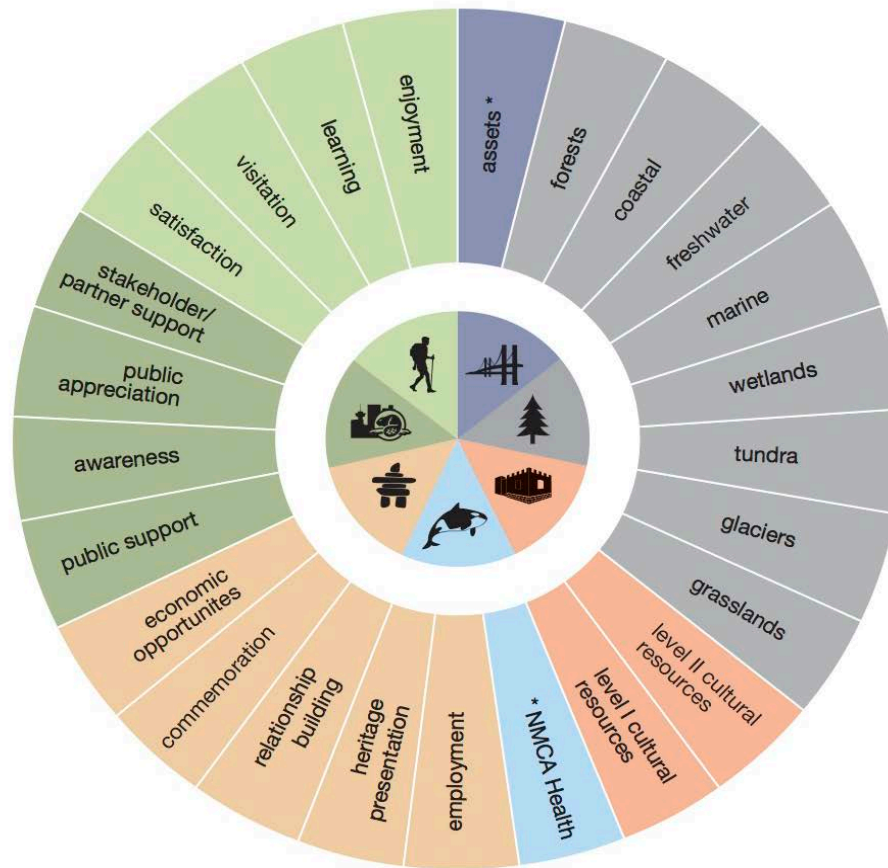 assets *
forests
coastal
freshwater
marine
wetlands
tundra
glaciers
grasslands
level II cultural
resources
level I cultural
resources
* NMCA Health
employment
heritage
presentation
relationship
building
commemoration
economic
opportunites
public support
awareness
public
appreciation
stakeholder/
partner support
satisfaction
visitation
learning
enjoyment